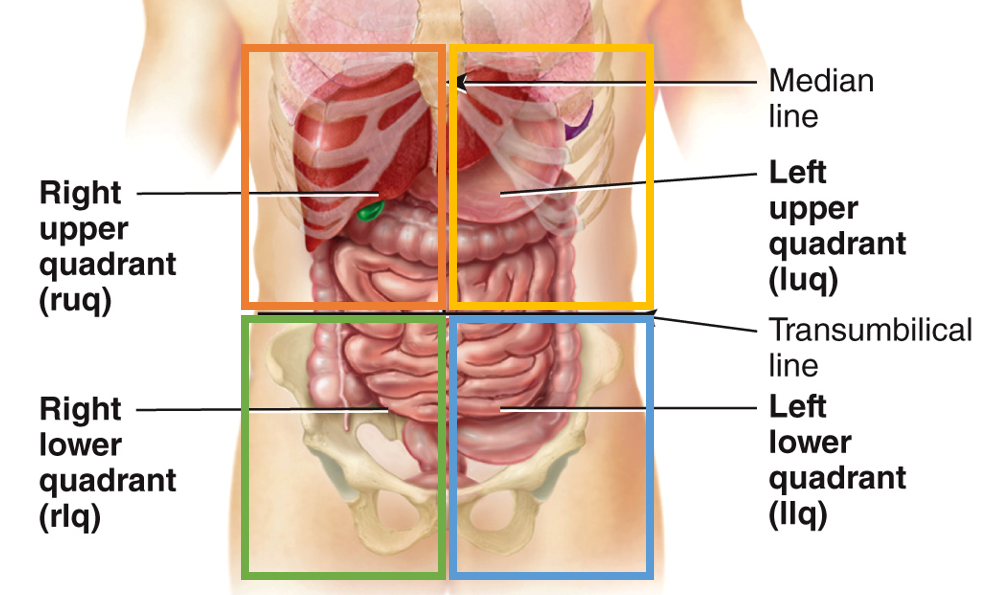 Median
line
Right
upper
quadrant
(ruq)
Left
upper
quadrant
(luq)
Transumbilical
line
Right
lower
quadrant
(rlq)
Left
lower
quadrant
(llq)